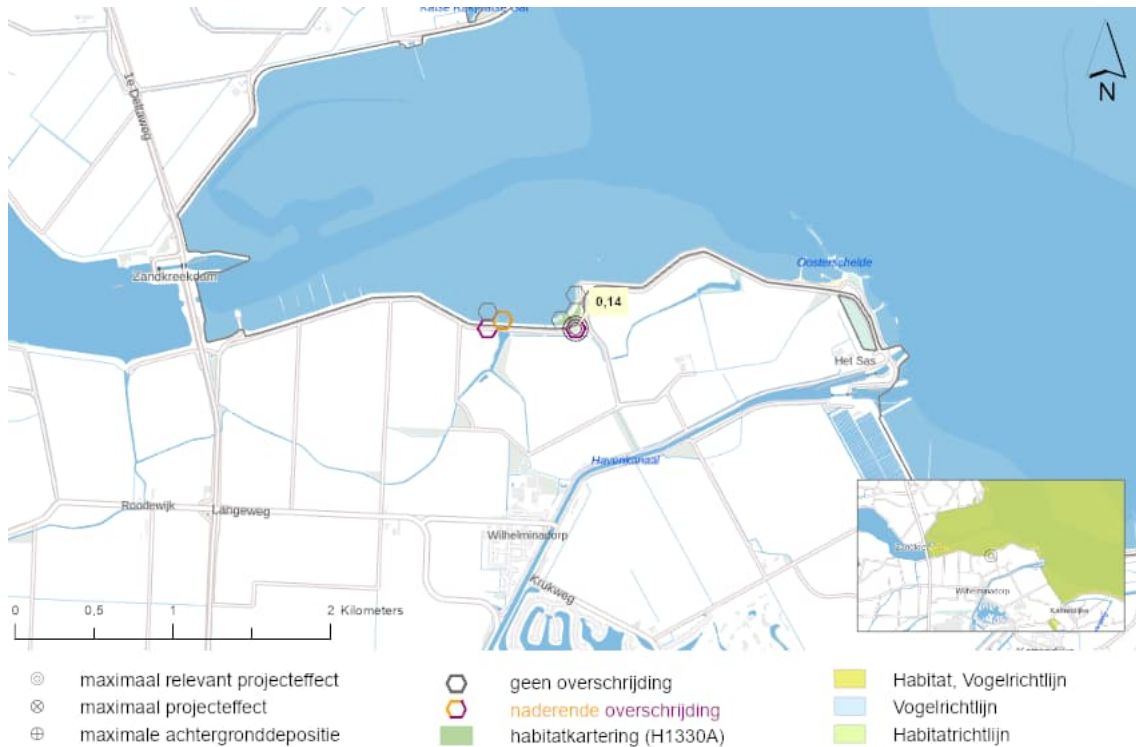 N
1e Deltaweg
Zandkreekdam
0,14
Oosterschelde
Het Sas
Havenkanaal
Roodewijk
Langeweg
Wilhelminadorp
Krukweg
0 0,5 1 2 Kilometers
Wilhelminadorp
maximaal relevant projecteffect
maximaal projecteffect
maximale achtergronddepositie
geen overschrijding
naderende overschrijding
habitatkartering (H1330A)
Habitat, Vogelrichtlijn
Vogelrichtlijn
Habitatrichtlijn